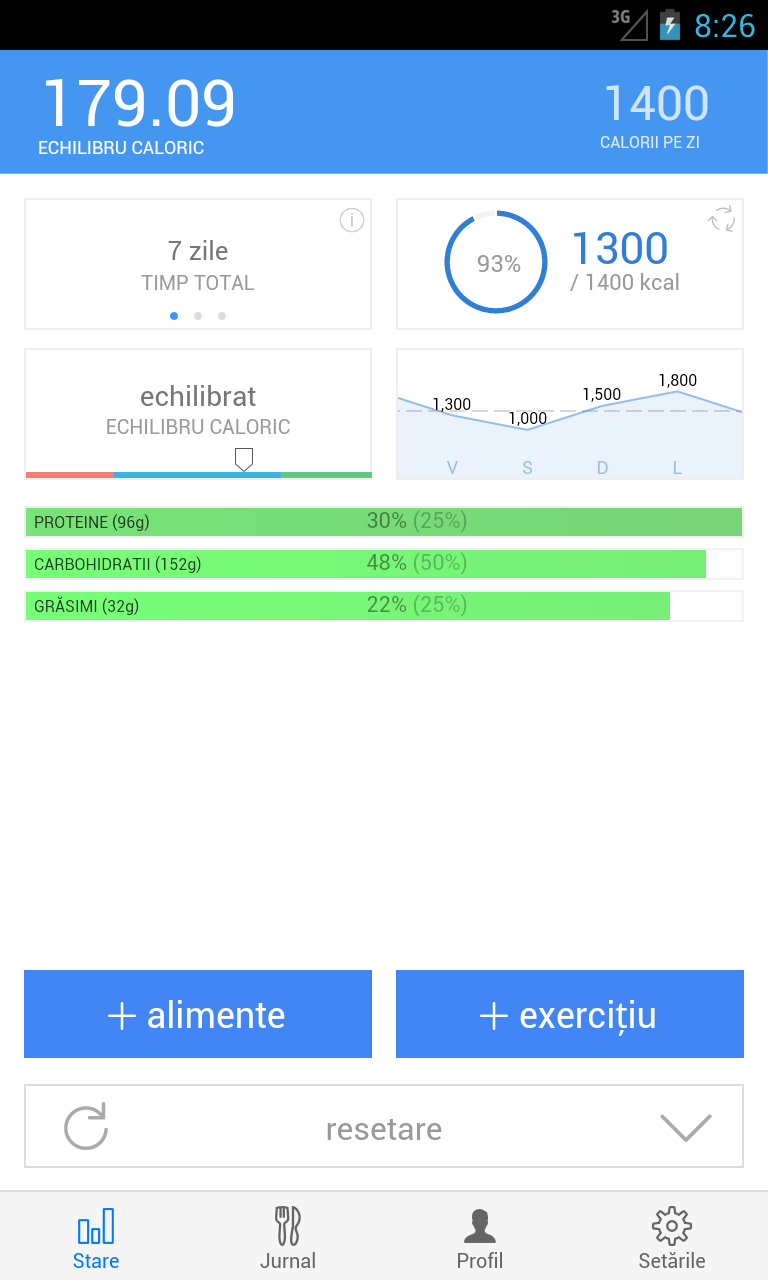 3G 8:26
179.09
ECHILIBRU CALORIC
1400
CALORII PE ZI
7 zile
TIMP TOTAL
93%
1300
/ 1400 kcal
echilibrat
ECHILIBRU CALORIC
1,300
1,000
1,500
1,800
V S D L
PROTEINE (96g) 30% (25%)
CARBOHIDRATII (152g) 48% (50%)
GRĂSIMI (32g) 22% (25%)
+ alimente
+ exercițiu
resetare
Stare
Jurnal
Profil
Setările